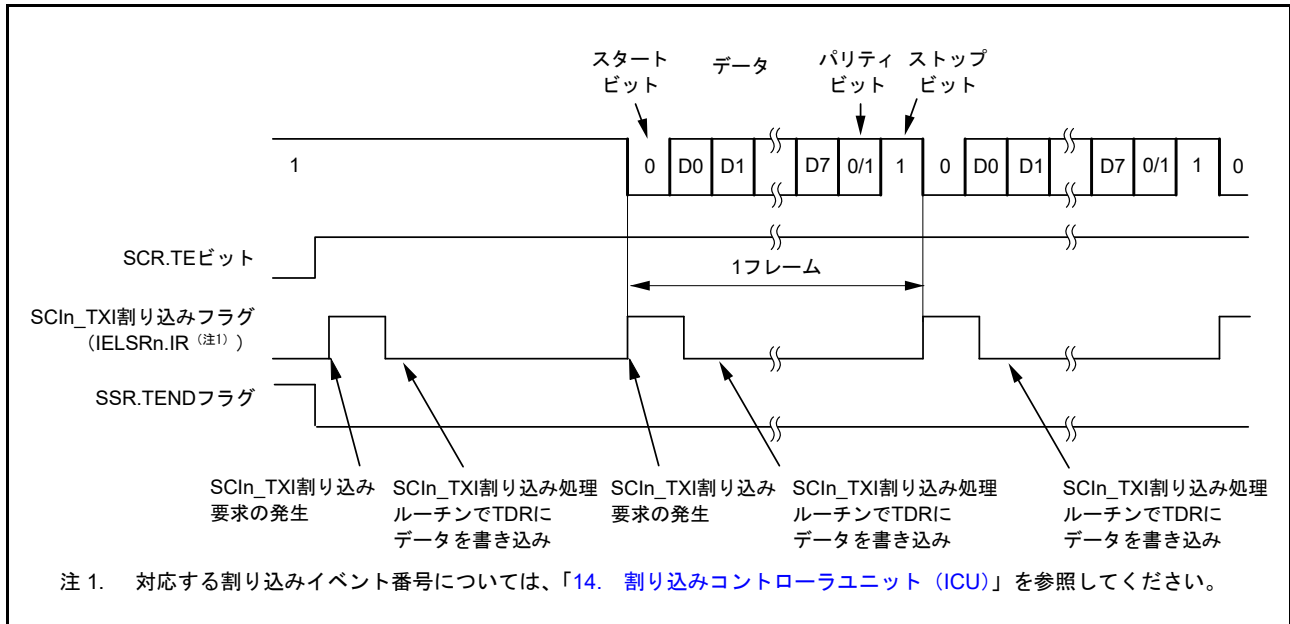 スタート
ビット
データ
パリティ
ビット
ストップ
ビット
1
0 D0 D1 D7 0/1 1 0 D0 D1 D7 0/1 1 0
SCR.TEビット
1フレーム
SCIn_TXI割り込みフラグ
（IELSRn.IR（注1））
SSR.TENDフラグ
SCIn_TXI割り込み
要求の発生
SCIn_TXI割り込み処理
ルーチンでTDRに
データを書き込み
SCIn_TXI割り込み
要求の発生
SCIn_TXI割り込み処理
ルーチンでTDRに
データを書き込み
SCIn_TXI割り込み処理
ルーチンでTDRに
データを書き込み
注 1. 対応する割り込みイベント番号については、「14. 割り込みコントローラユニット（ICU）」を参照してください。